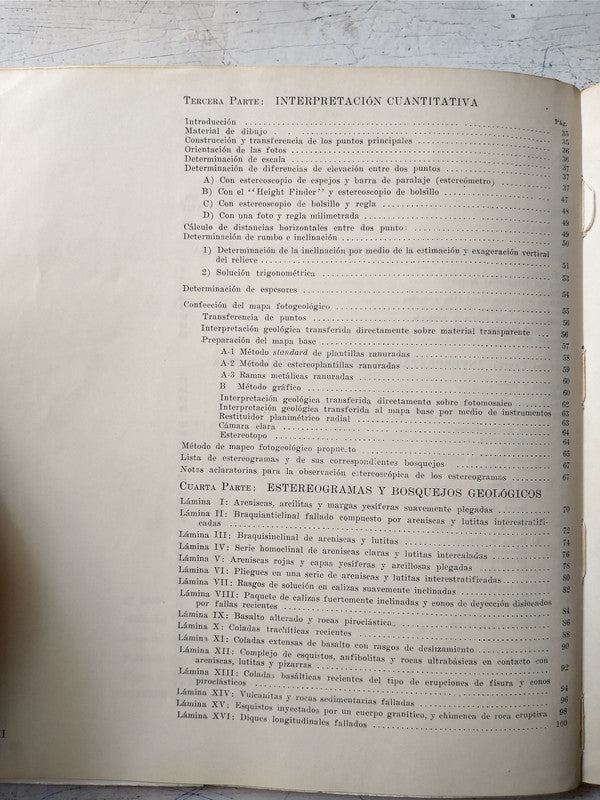 TERCERA PARTE: INTERPRETACIÓN CUANTITATIVA
Pág.
Introducción 35
Material de dibujo 35
Construcción y transferencia de los puntos principales 36
Orientación de las fotos 36
Determinación de escala 37
Determinación de diferencias de elevación entre dos puntos 37
A) Con estereoscopio de espejos y barra de paralaje (estereómetro) 37
B) Con el "Height Finder" y estereoscopio de bolsillo 47
C) Con estereoscopio de bolsillo y regla 48
D) Con una foto y regla milimetrada 49
Cálculo de distancias horizontales entre dos punto: 49
Determinación de rumbo e inclinación 50
1) Determinación de la inclinación por medio de la estimación y exageración vertical
del relieve 51
2) Solución trigonométrica 53
Determinación de espesores 54
Confección del mapa fotogeológico 55
Transferencia de puntos 56
Interpretación geológica transferida directamente sobre material transparente ... 56
Preparación del mapa base 57
A-1 Método standard de plantillas ranuradas 58
A-2 Método de estereoplantillas ranuradas 59
A-3 Ramas metálicas ranuradas 60
B Método gráfico 60
Interpretación geológica transferida directamente sobre fotomosaico 62
Interpretación geológica transferida al mapa base por medio de instrumentos 63
Restituidor planimétrico radial 63
Cámara clara 64
Estereotopo 64
Método de mapeo fotogeológico propuesto 65
Lista de estereogramas y de sus correspondientes bosquejos 67
Notas aclaratorias para la observación estereoscópica de los estereogramas 67
CUARTA PARTE: ESTEREOGRAMAS Y BOSQUEJOS GEOLÓGICOS
Lámina I: Areniscas, arcilitas y margas yesíferas suavemente plegadas 70
Lámina II: Braquianticlinal fallado compuesto por areniscas y lutitas interestratifi-
cadas 72
Lámina III: Braquisinclinal de areniscas y lutitas 74
Lámina IV: Serie homoclinal de areniscas claras y lutitas intercaladas 76
Lámina V: Areniscas rojas y capas yesíferas y arcillosas plegadas 78
Lámina VI: Pliegues en una serie de areniscas y lutitas interestratificadas 80
Lámina VII: Rasgos de solución en calizas suavemente inclinadas 82
Lámina VIII: Paquete de calizas fuertemente inclinadas y conos de deyección dislocados
por fallas recientes 84
Lámina IX: Basalto alterado y rocas piroclásticas 86
Lámina X: Coladas traquíticas recientes 88
Lámina XI: Coladas extensas de basalto con rasgos de deslizamiento 90
Lámina XII: Complejo de esquistos, anfibolitas y rocas ultrabásicas en contacto con
areniscas, lutitas y pizarras 92
Lámina XIII: Coladas basálticas recientes del tipo de erupciones de fisura y conos
piroclásticos 94
Lámina XIV: Vulcanitas y rocas sedimentarias falladas 96
Lámina XV: Esquistos inyectados por un cuerpo granítico, y chimenea de roca eruptiva 98
Lámina XVI: Diques longitudinales fallados 100
I